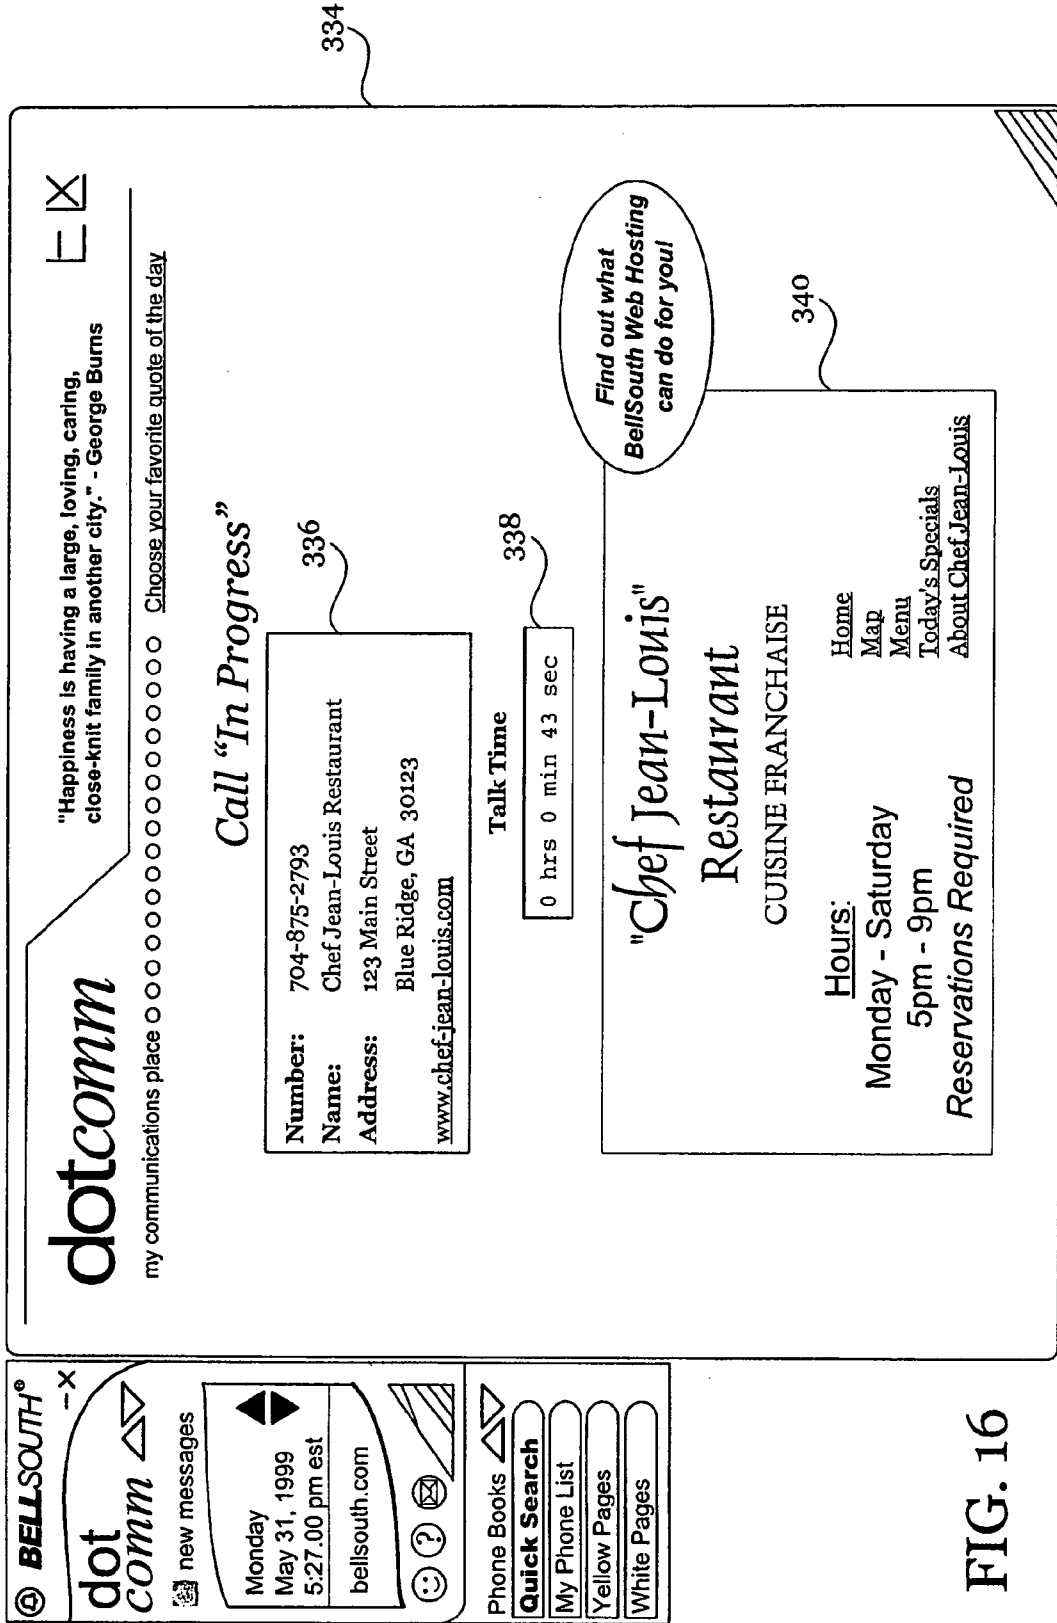 BELLSOUTH®
dot
comm
new messages
Monday
May 31, 1999
5:27.00 pm est
bellsouth.com
Phone Books
Quick Search
My Phone List
Yellow Pages
White Pages
dotcomm
"Happiness is having a large, loving, caring,
close-knit family in another city." - George Burns
my communications place
Choose your favorite quote of the day
Call “In Progress”
Number: 704-875-2793
Name: Chef Jean-Louis Restaurant
Address: 123 Main Street
Blue Ridge, GA 30123
www.chef-jean-louis.com
336
Talk Time
0 hrs 0 min 43 sec
338
Find out what
BellSouth Web Hosting
can do for you!
"Chef Jean-Louis"
Restaurant
CUISINE FRANCHAISE
Hours:
Monday - Saturday
5pm - 9pm
Reservations Required
Home
Map
Menu
Today's Specials
About Chef Jean-Louis
340
334
FIG. 16